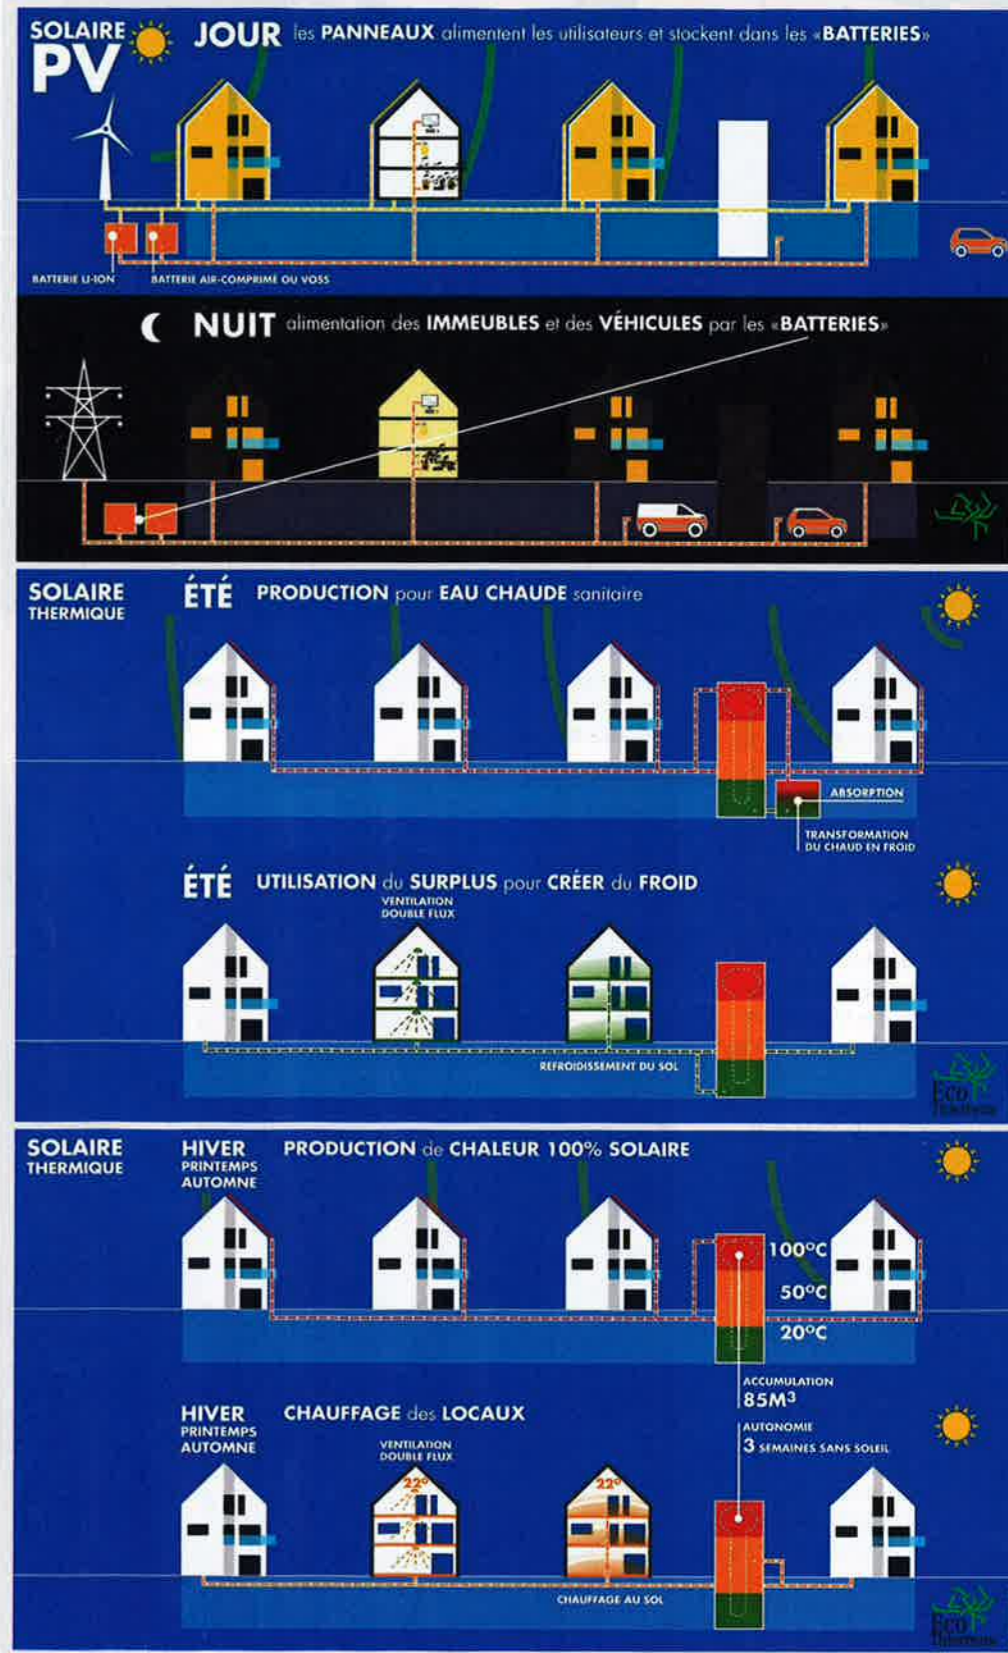 SOLAIRE
PV
JOUR les PANNEAUX alimentent les utilisateurs et stockent dans les «BATTERIES»
BATTERIE LI-ION
BATTERIE AIR-COMPRIMÉ OU VOSS
NUIT alimentation des IMMEUBLES et des VÉHICULES par les «BATTERIES»
SOLAIRE
THERMIQUE
ÉTÉ PRODUCTION pour EAU CHAUDE sanitaire
ABSORPTION
TRANSFORMATION
DU CHAUD EN FROID
ÉTÉ UTILISATION du SURPLUS pour CRÉER du FROID
VENTILATION
DOUBLE FLUX
REFROIDISSEMENT DU SOL
ECO
SOLAIRE
THERMIQUE
HIVER
PRINTEMPS
AUTOMNE
PRODUCTION de CHALEUR 100% SOLAIRE
100°C
50°C
20°C
ACCUMULATION
85M³
HIVER
PRINTEMPS
AUTOMNE
CHAUFFAGE des LOCAUX
AUTONOMIE
3 SEMAINES SANS SOLEIL
VENTILATION
DOUBLE FLUX
22°
22°
CHAUFFAGE AU SOL
ECO